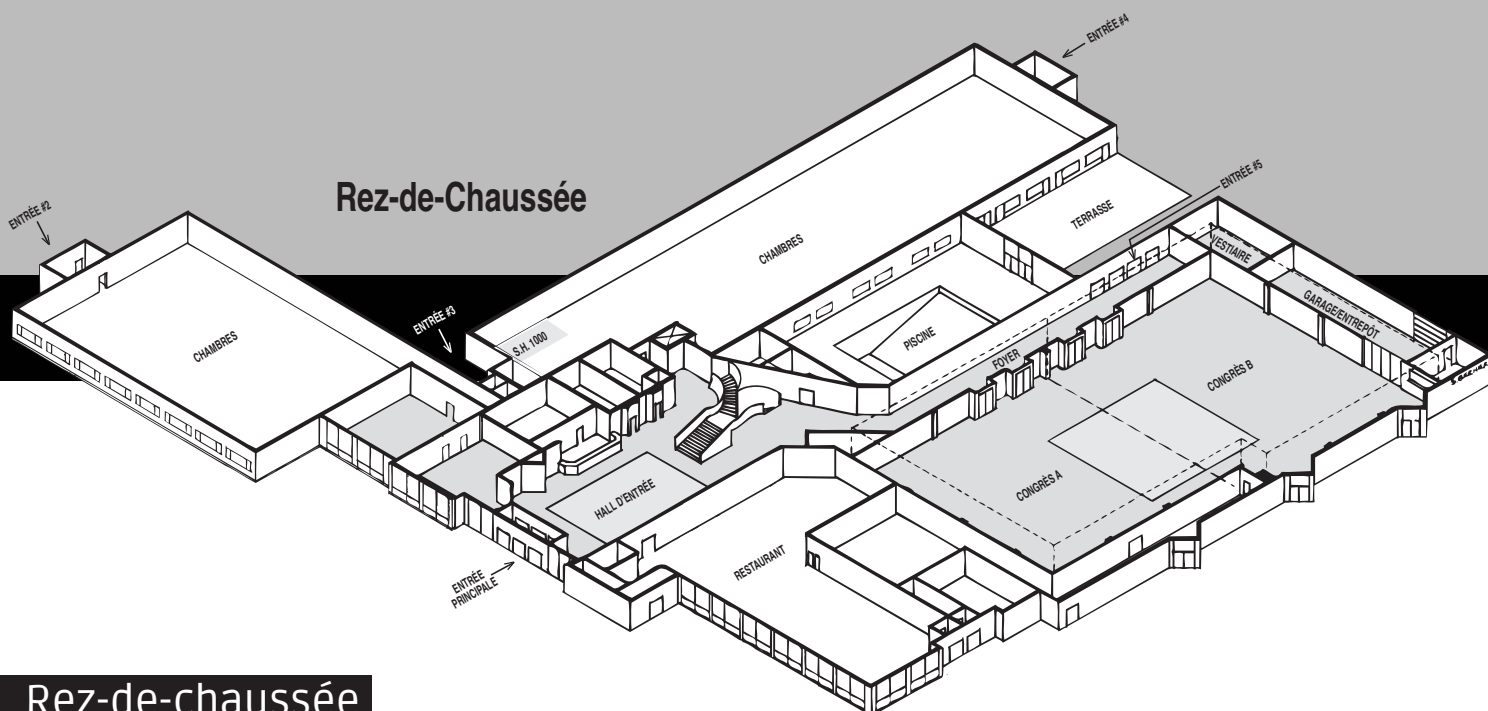 ENTRÉE #4
ENTRÉE #2
Rez-de-Chaussée
ENTRÉE #5
TERRASSE
CHAMBRES
VESTIAIRE
GARAGE/ENTREPÔT
ENTRÉE #3
S.H. 1000
CHAMBRES
PISCINE
FOYER
CONGRÈS B
CONGRÈS A
HALL D'ENTRÉE
RESTAURANT
ENTRÉE
PRINCIPALE
Rez-de-chaussée